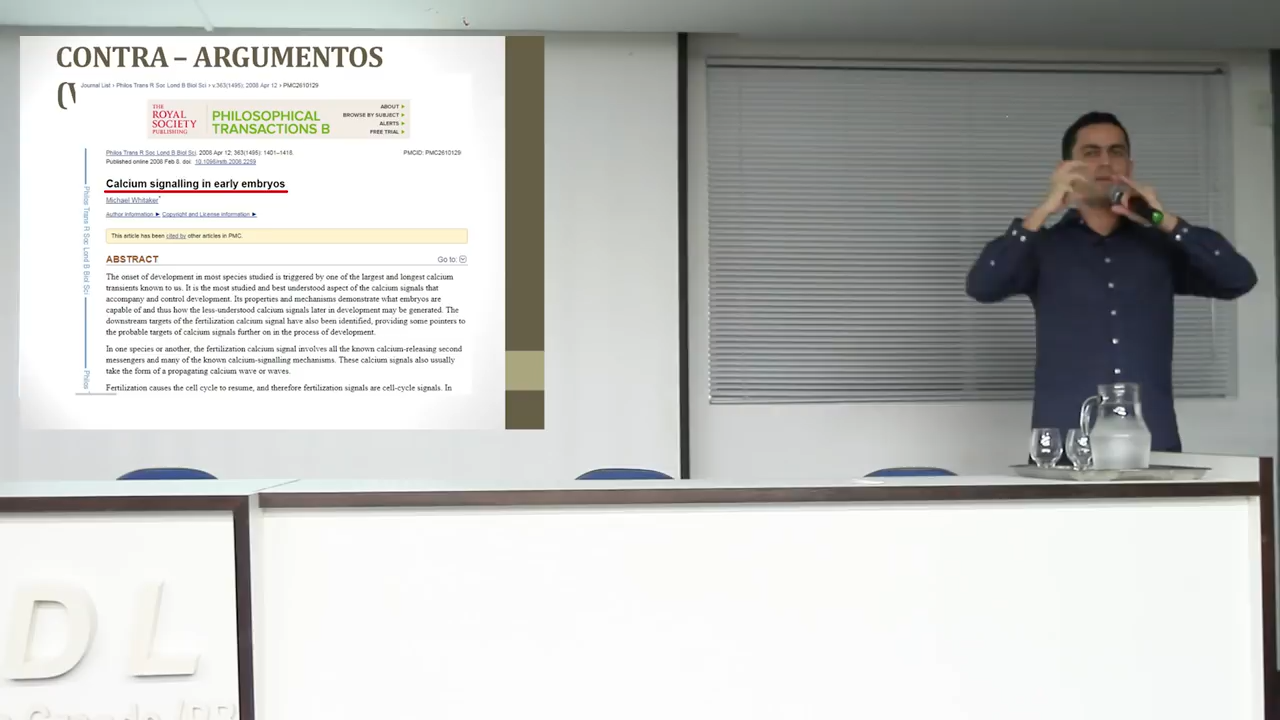 CONTRA – ARGUMENTOS
(
Journal List > Philos Trans R Soc Lond B Biol Sci > v.363(1495); 2008 Apr 12 > PMC2610129
THE
ROYAL
SOCIETY
PUBLISHING
PHILOSOPHICAL
TRANSACTIONS B
ABOUT
BROWSE BY SUBJECT
ALERTS
FREE TRIAL
Philos Trans R Soc Lond B Biol Sci. 2008 Apr 12; 363(1495): 1401–1418.
PMCID: PMC2610129
Published online 2008 Feb 8. doi:
Calcium signalling in early embryos
Michael Whitaker*
Author information ► Copyright and License information ►
This article has been cited by other articles in PMC.
ABSTRACT
Go to:
The onset of development in most species studied is triggered by one of the largest and longest calcium
transients known to us. It is the most studied and best understood aspect of the calcium signals that
accompany and control development. Its properties and mechanisms demonstrate what embryos are
capable of and thus how the less-understood calcium signals later in development may be generated. The
downstream targets of the fertilization calcium signal have also been identified, providing some pointers to
the probable targets of calcium signals further on in the process of development.
In one species or another, the fertilization calcium signal involves all the known calcium-releasing second
messengers and many of the known calcium-signalling mechanisms. These calcium signals also usually
take the form of a propagating calcium wave or waves.
Fertilization causes the cell cycle to resume, and therefore fertilization signals are cell-cycle signals. In
Philos Trans R Soc Lond B Biol Sci
Philos
D L